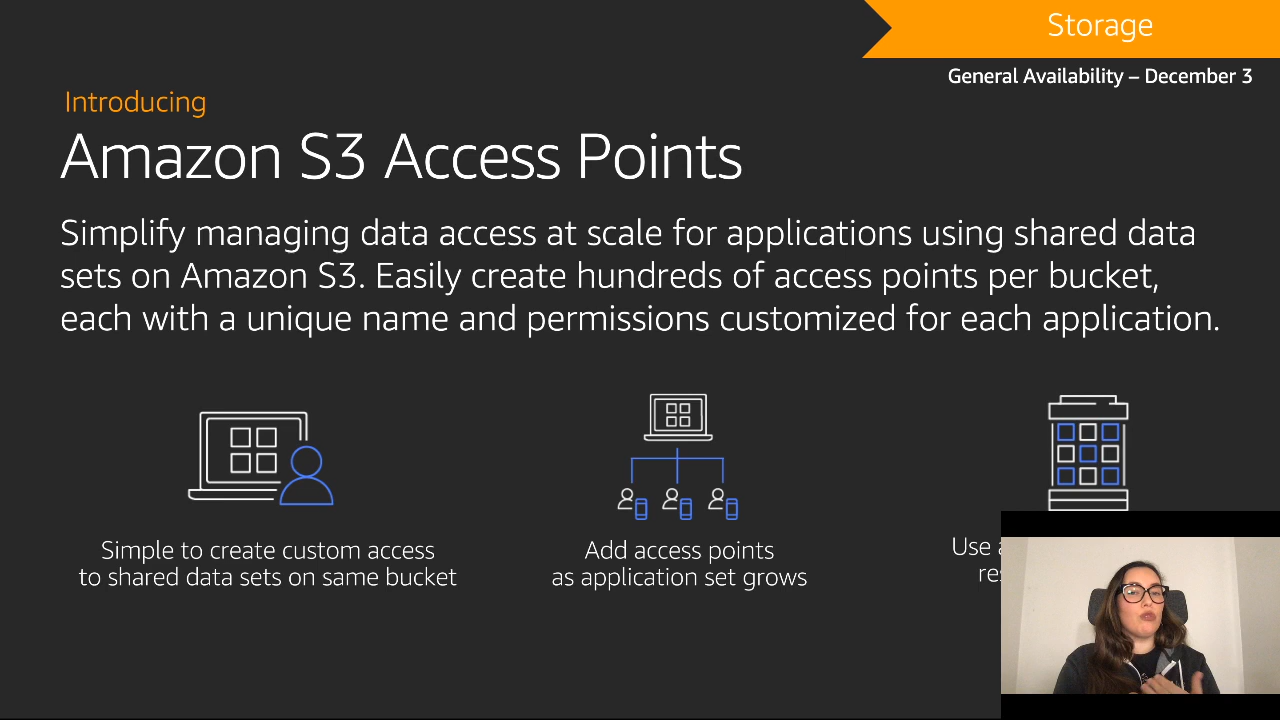 Storage
General Availability – December 3
Introducing
Amazon S3 Access Points
Simplify managing data access at scale for applications using shared data
sets on Amazon S3. Easily create hundreds of access points per bucket,
each with a unique name and permissions customized for each application.
Simple to create custom access
to shared data sets on same bucket
Add access points
as application set grows
Use